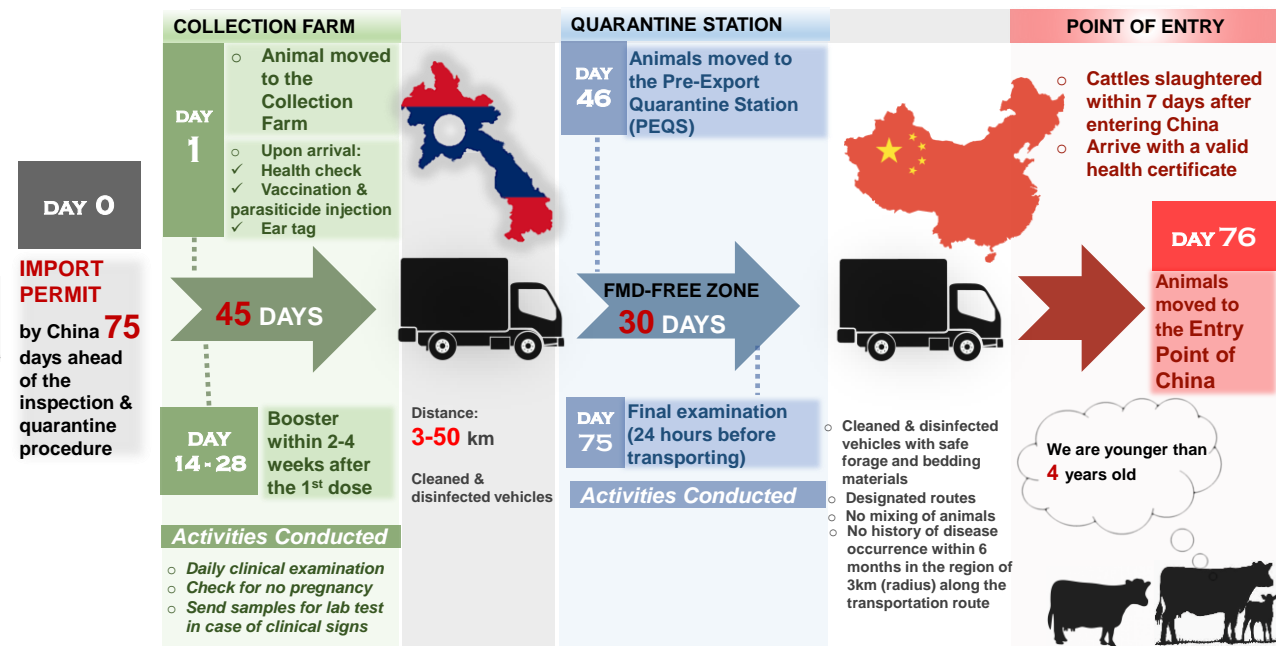 COLLECTION FARM
QUARANTINE STATION
POINT OF ENTRY
DAY 0
IMPORT
PERMIT
by China 75
days ahead
of the
inspection &
quarantine
procedure
DAY
1
○ Animal moved
to the
Collection
Farm
○ Upon arrival:
✓ Health check
✓ Vaccination &
parasiticide injection
✓ Ear tag
45 DAYS
DAY
14-28
Booster
within 2-4
weeks after
the 1st dose
Activities Conducted
○ Daily clinical examination
○ Check for no pregnancy
○ Send samples for lab test
in case of clinical signs
Distance:
3-50 km
Cleaned &
disinfected vehicles
DAY
46
Animals moved to
the Pre-Export
Quarantine Station
(PEQS)
FMD-FREE ZONE
30 DAYS
DAY
75
Final examination
(24 hours before
transporting)
Activities Conducted
○ Cleaned & disinfected
vehicles with safe
forage and bedding
materials
○ Designated routes
○ No mixing of animals
○ No history of disease
occurrence within 6
months in the region of
3km (radius) along the
transportation route
○ Cattles slaughtered
within 7 days after
entering China
○ Arrive with a valid
health certificate
DAY 76
Animals
moved to
the Entry
Point of
China
We are younger than
4 years old